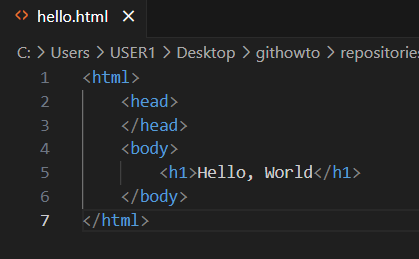 hello.html
C: > Users > USER1 > Desktop > githowto > repositories
1 <html>
2 <head>
3 </head>
4 <body>
5 <h1>Hello, World</h1>
6 </body>
7 </html>